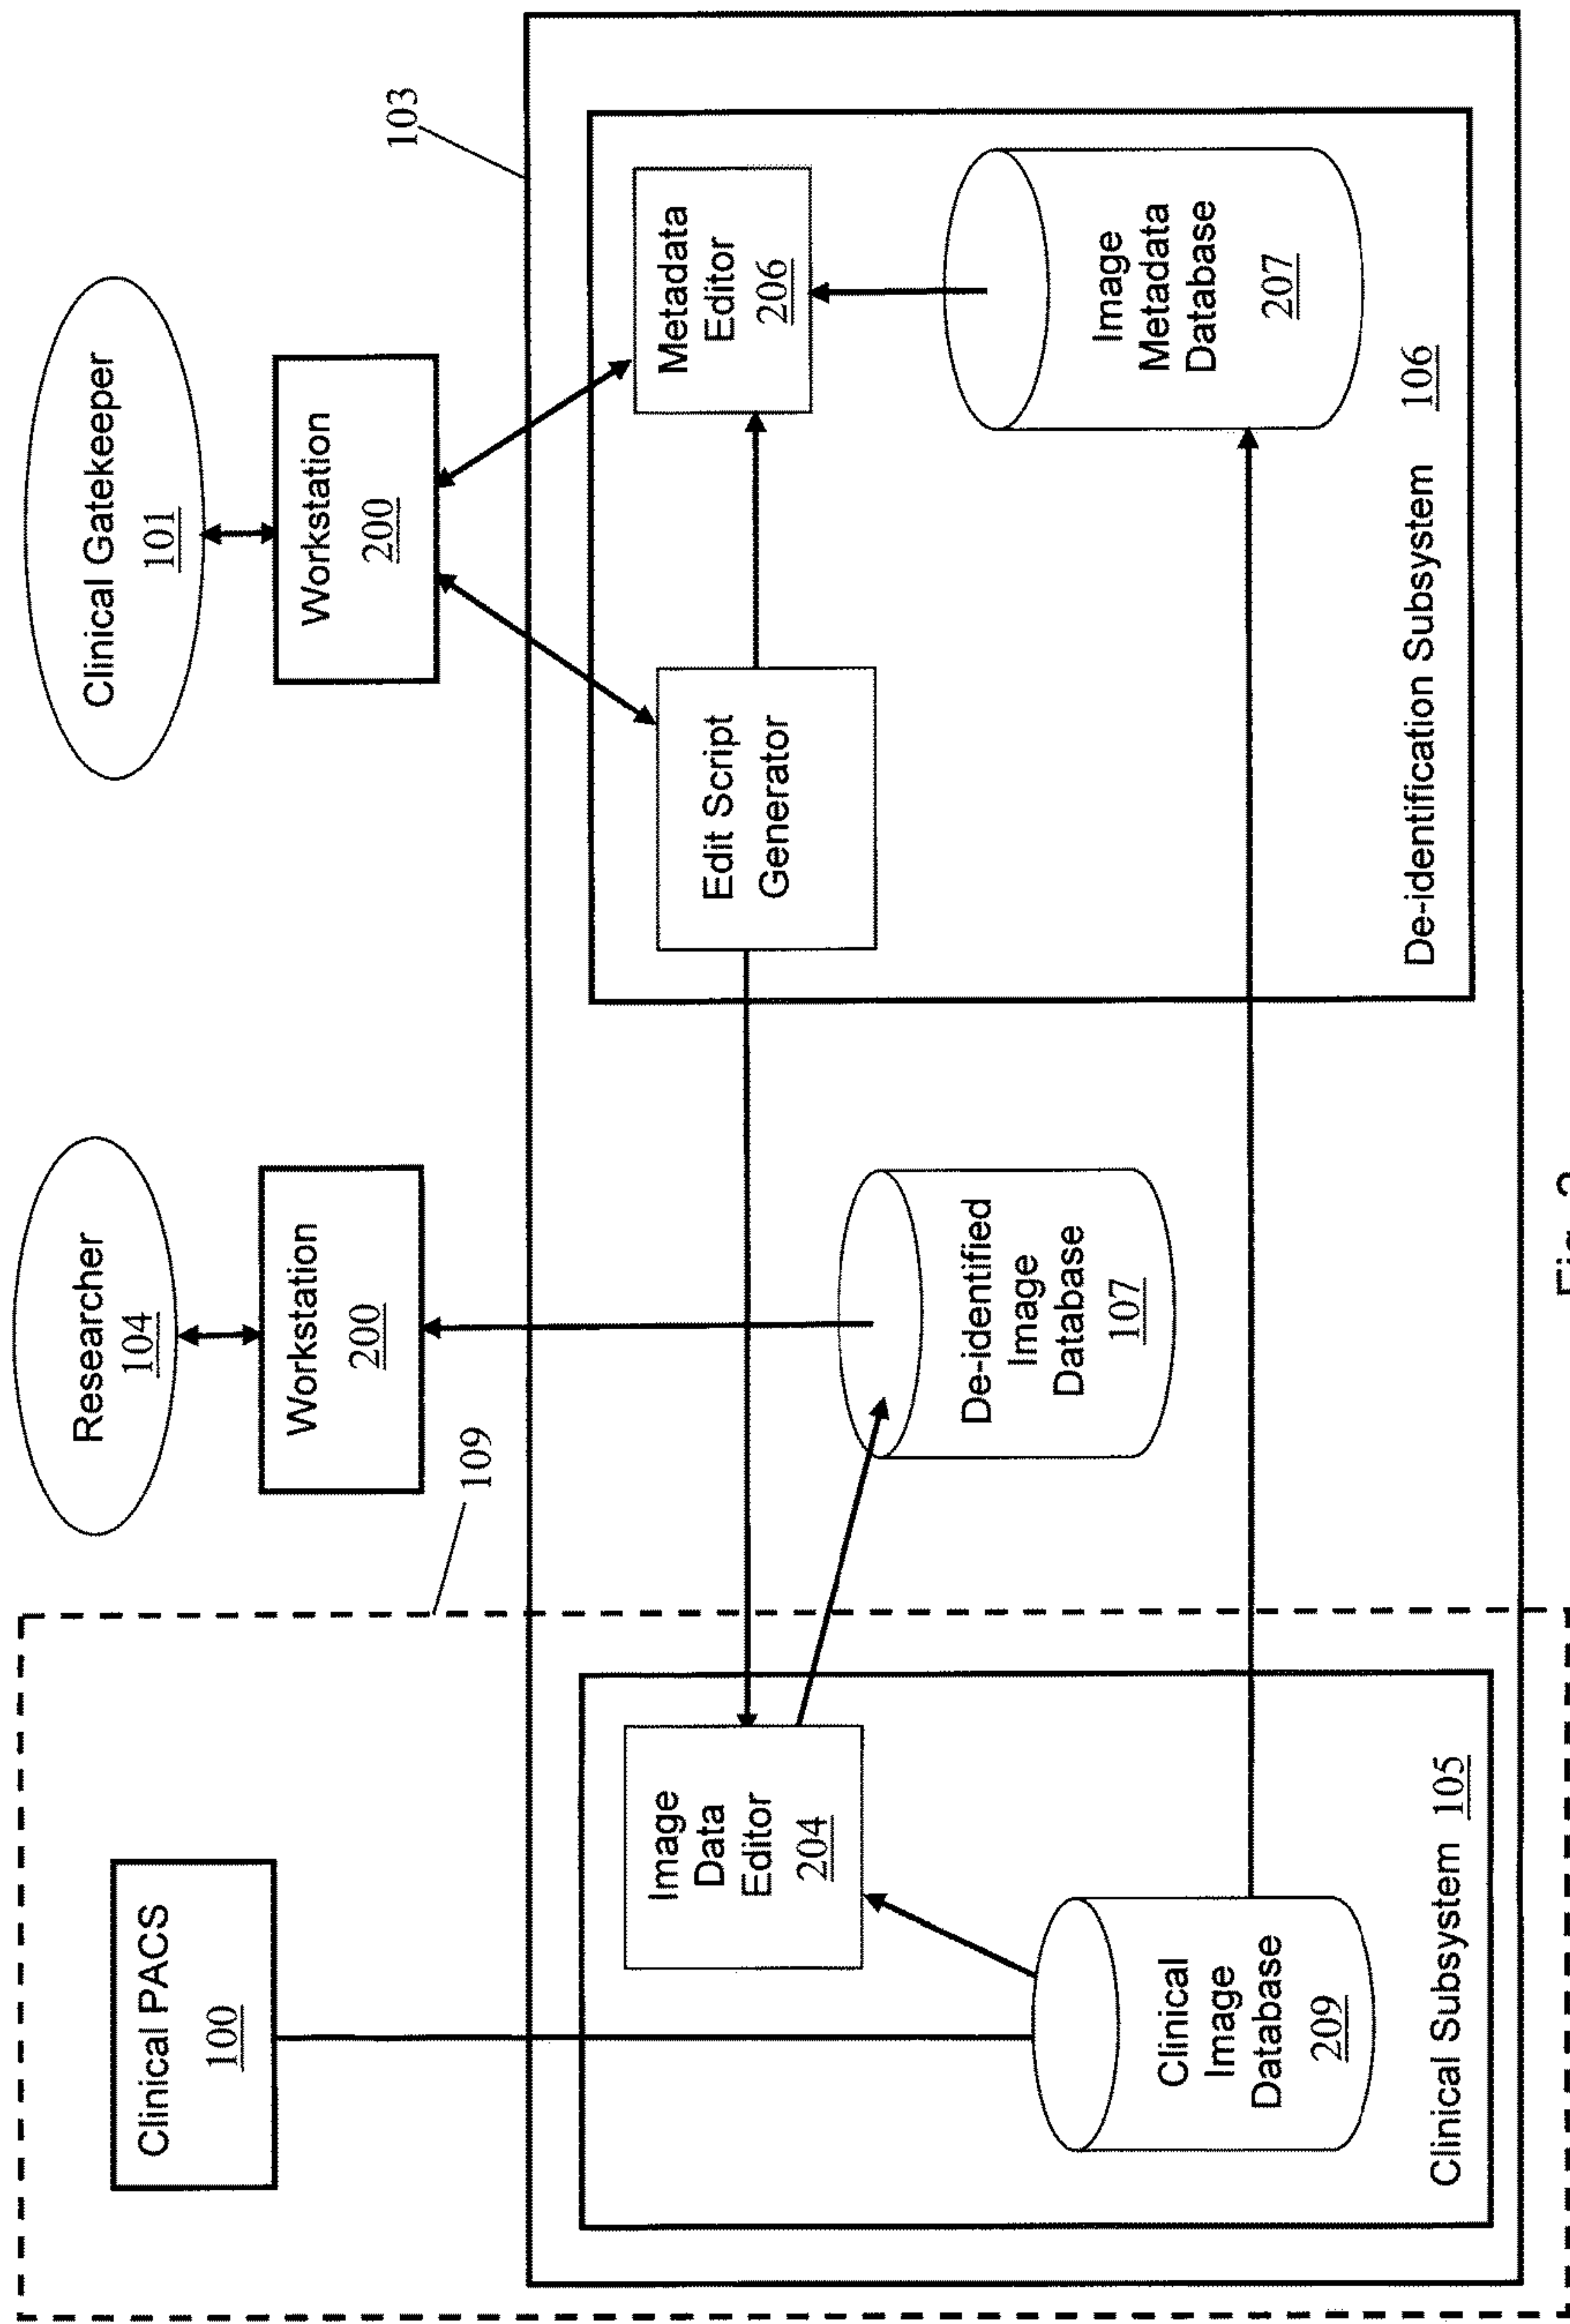 Clinical PACS
100
109
Researcher
104
Workstation
200
Clinical Gatekeeper
101
Workstation
200
103
Image
Data
Editor
204
Clinical
Image
Database
209
Clinical Subsystem 105
De-identified
Image
Database
107
Edit Script
Generator
Metadata
Editor
206
Image
Metadata
Database
207
De-identification Subsystem 106